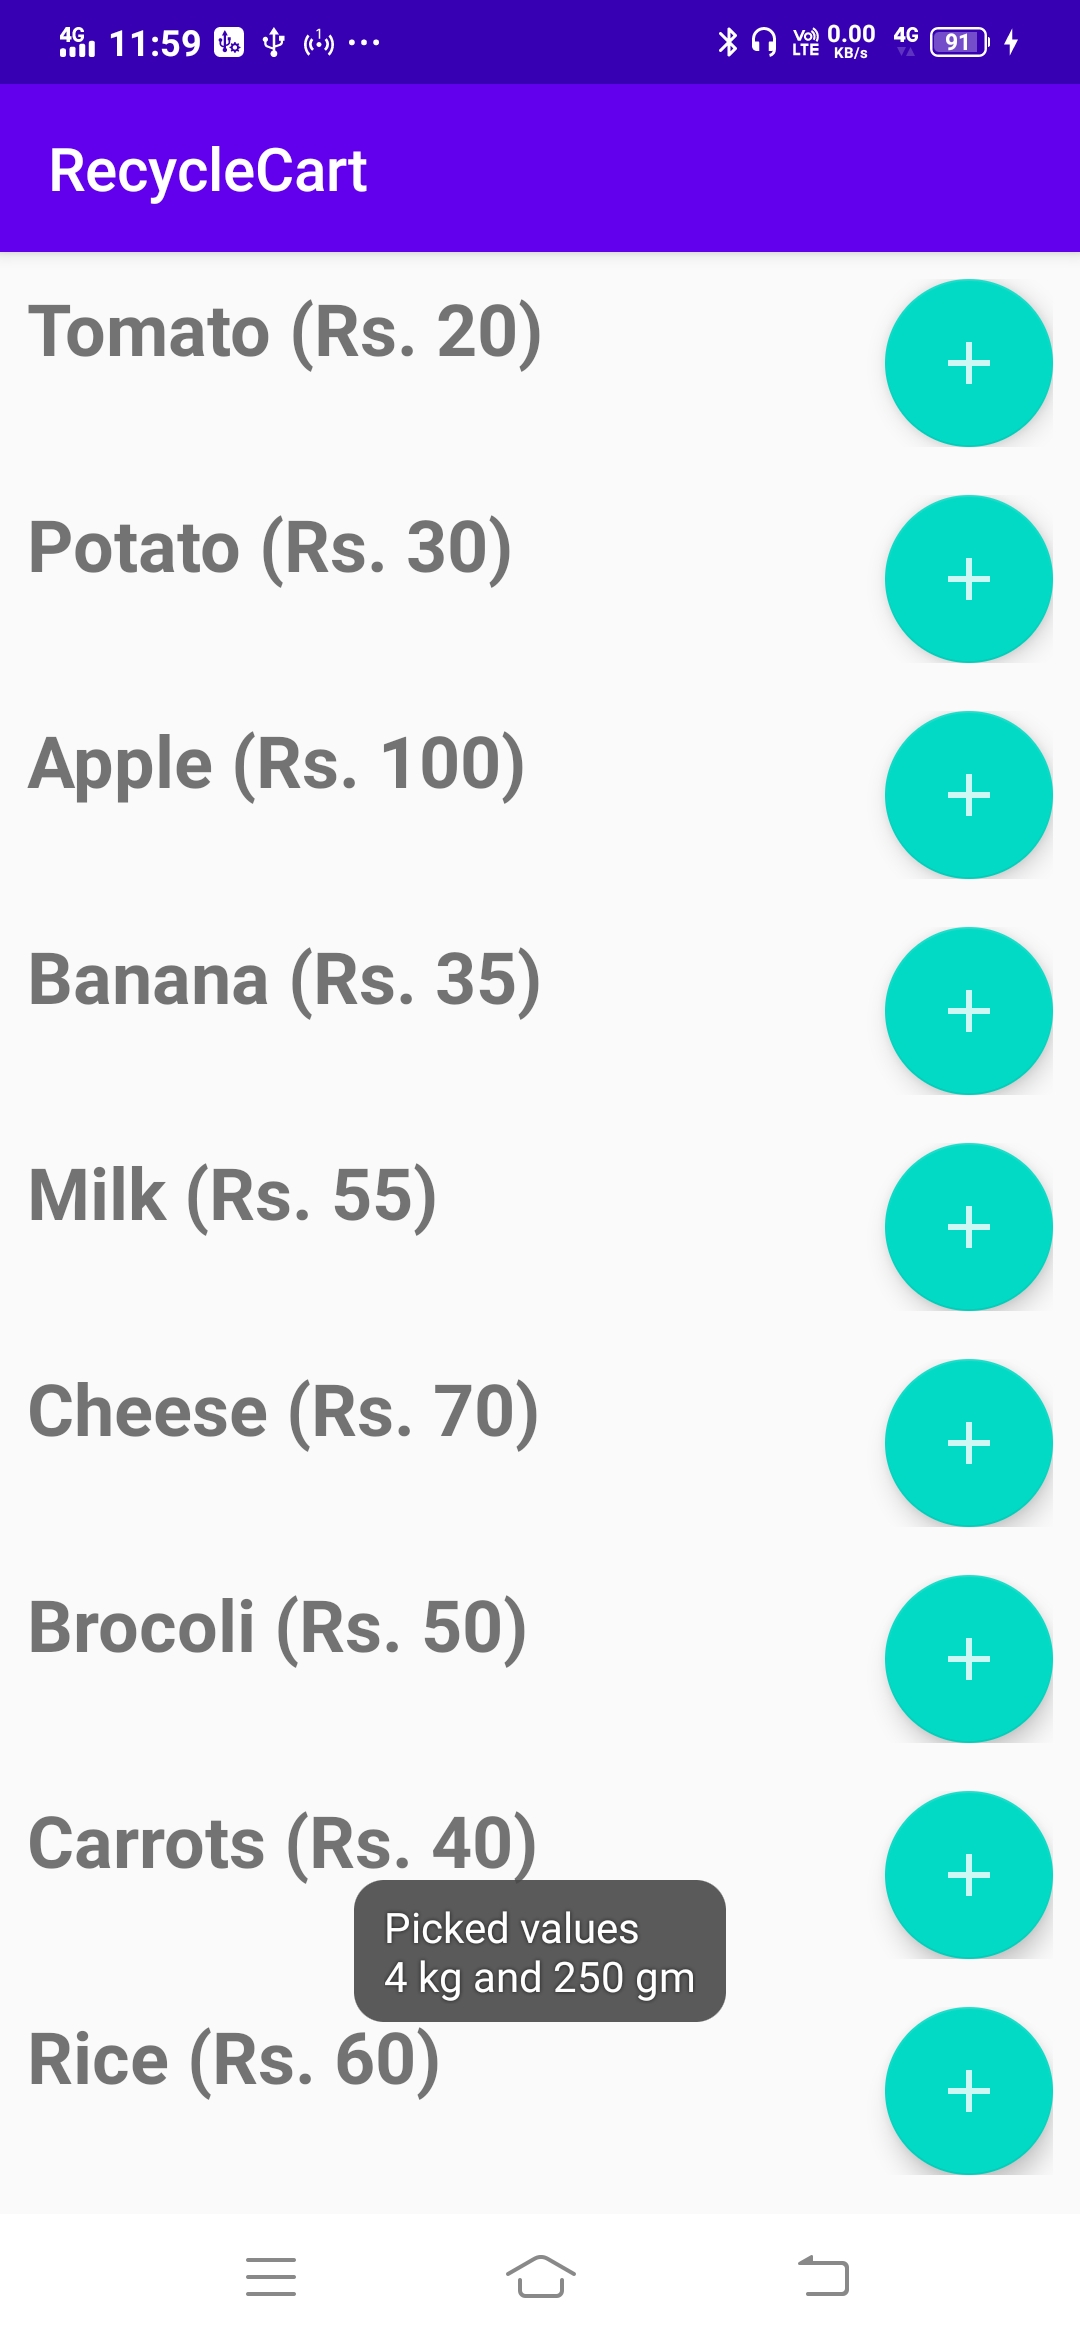 4G 11:59 1 VoLTE 0.00 KB/s 4G 91
RecycleCart
Tomato (Rs. 20)
Potato (Rs. 30)
Apple (Rs. 100)
Banana (Rs. 35)
Milk (Rs. 55)
Cheese (Rs. 70)
Brocoli (Rs. 50)
Carrots (Rs. 40)
Picked values
4 kg and 250 gm
Rice (Rs. 60)